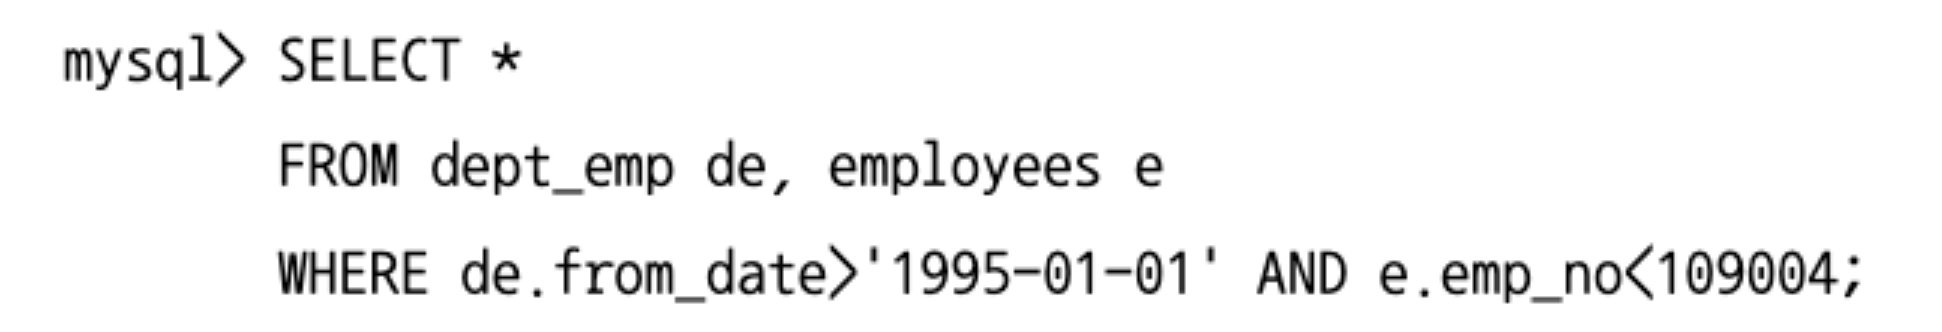 mysql> SELECT *
FROM dept_emp de, employees e
WHERE de.from_date>'1995-01-01' AND e.emp_no<109004;